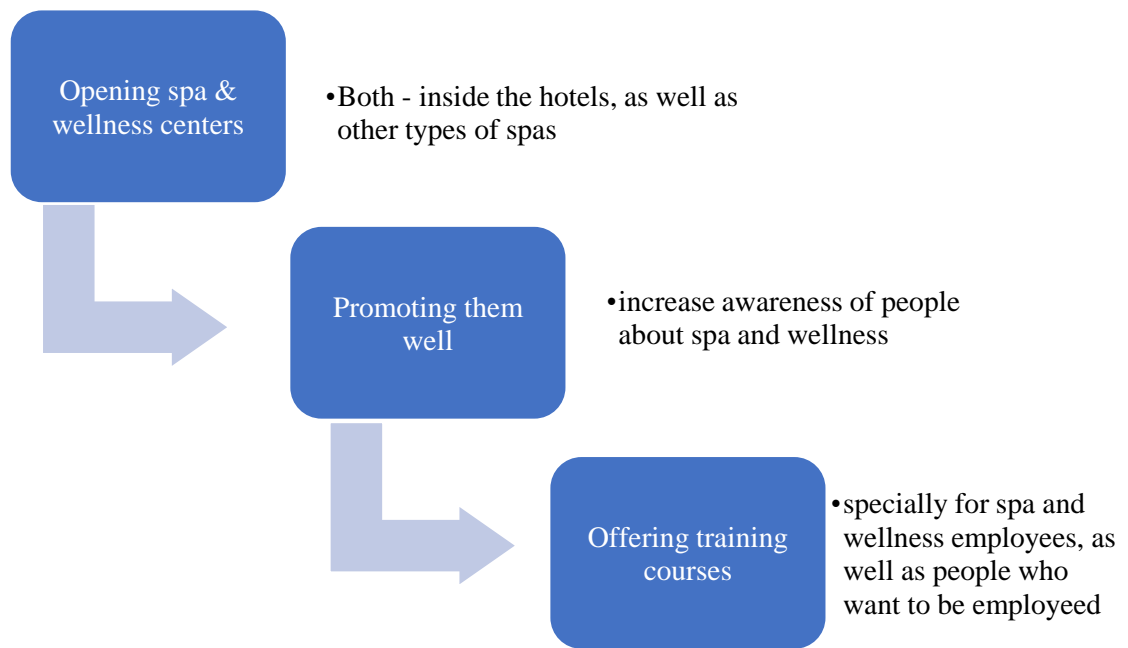 Opening spa &
wellness centers
•Both - inside the hotels, as well as
other types of spas
Promoting them
well
•increase awareness of people
about spa and wellness
Offering training
courses
•specially for spa and
wellness employees, as
well as people who
want to be employeed